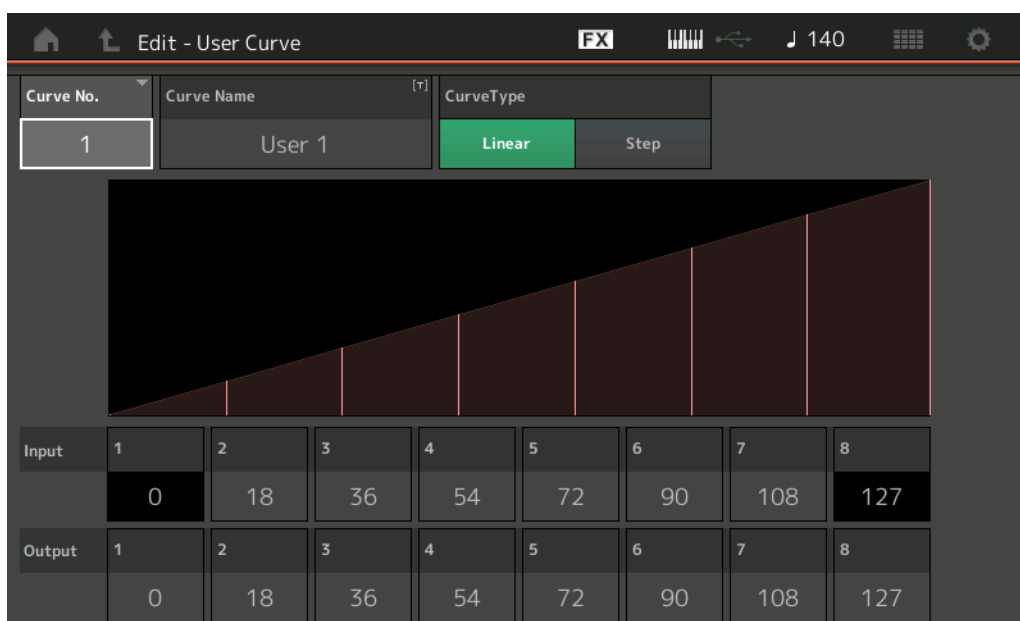 Edit - User Curve FX ♩ 140
Curve No. Curve Name [T] CurveType
1 User 1 Linear Step
Input 1 2 3 4 5 6 7 8
0 18 36 54 72 90 108 127
Output 1 2 3 4 5 6 7 8
0 18 36 54 72 90 108 127